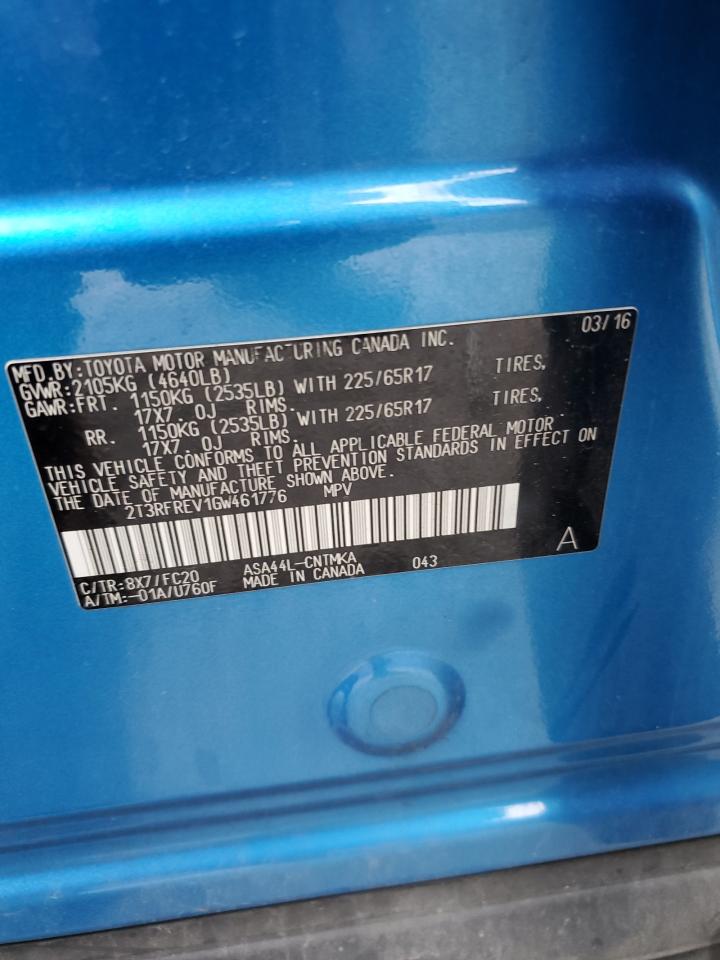 03/16
MFD.BY:TOYOTA MOTOR MANUFACTURING CANADA INC.
GVWR:2105KG (4640LB)
GAWR:FRT. 1150KG (2535LB) WITH 225/65R17 TIRES,
17X7 0J RIMS.
RR. 1150KG (2535LB) WITH 225/65R17 TIRES,
17X7 0J RIMS.
THIS VEHICLE CONFORMS TO ALL APPLICABLE FEDERAL MOTOR
VEHICLE SAFETY AND THEFT PREVENTION STANDARDS IN EFFECT ON
THE DATE OF MANUFACTURE SHOWN ABOVE.
2T3RFREV1GW461776 MPV
C/TR:8X7/FC20 ASA44L-CNTMKA 043 A
A/TM:-01A/U760F MADE IN CANADA